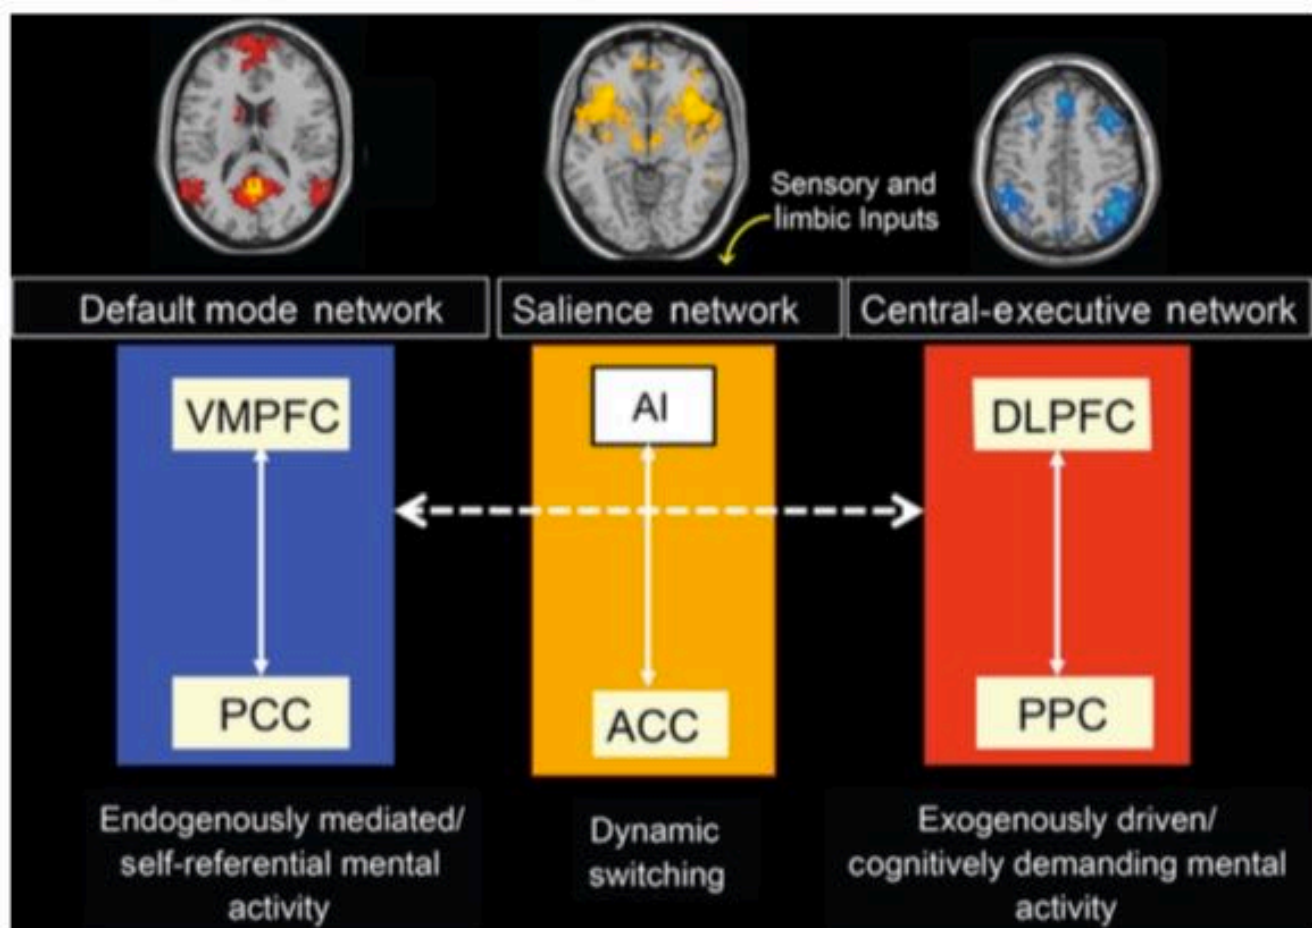 Sensory and
limbic Inputs
Default mode network
Salience network
Central-executive network
VMPFC
AI
DLPFC
PCC
ACC
PPC
Endogenously mediated/
self-referential mental
activity
Dynamic
switching
Exogenously driven/
cognitively demanding mental
activity